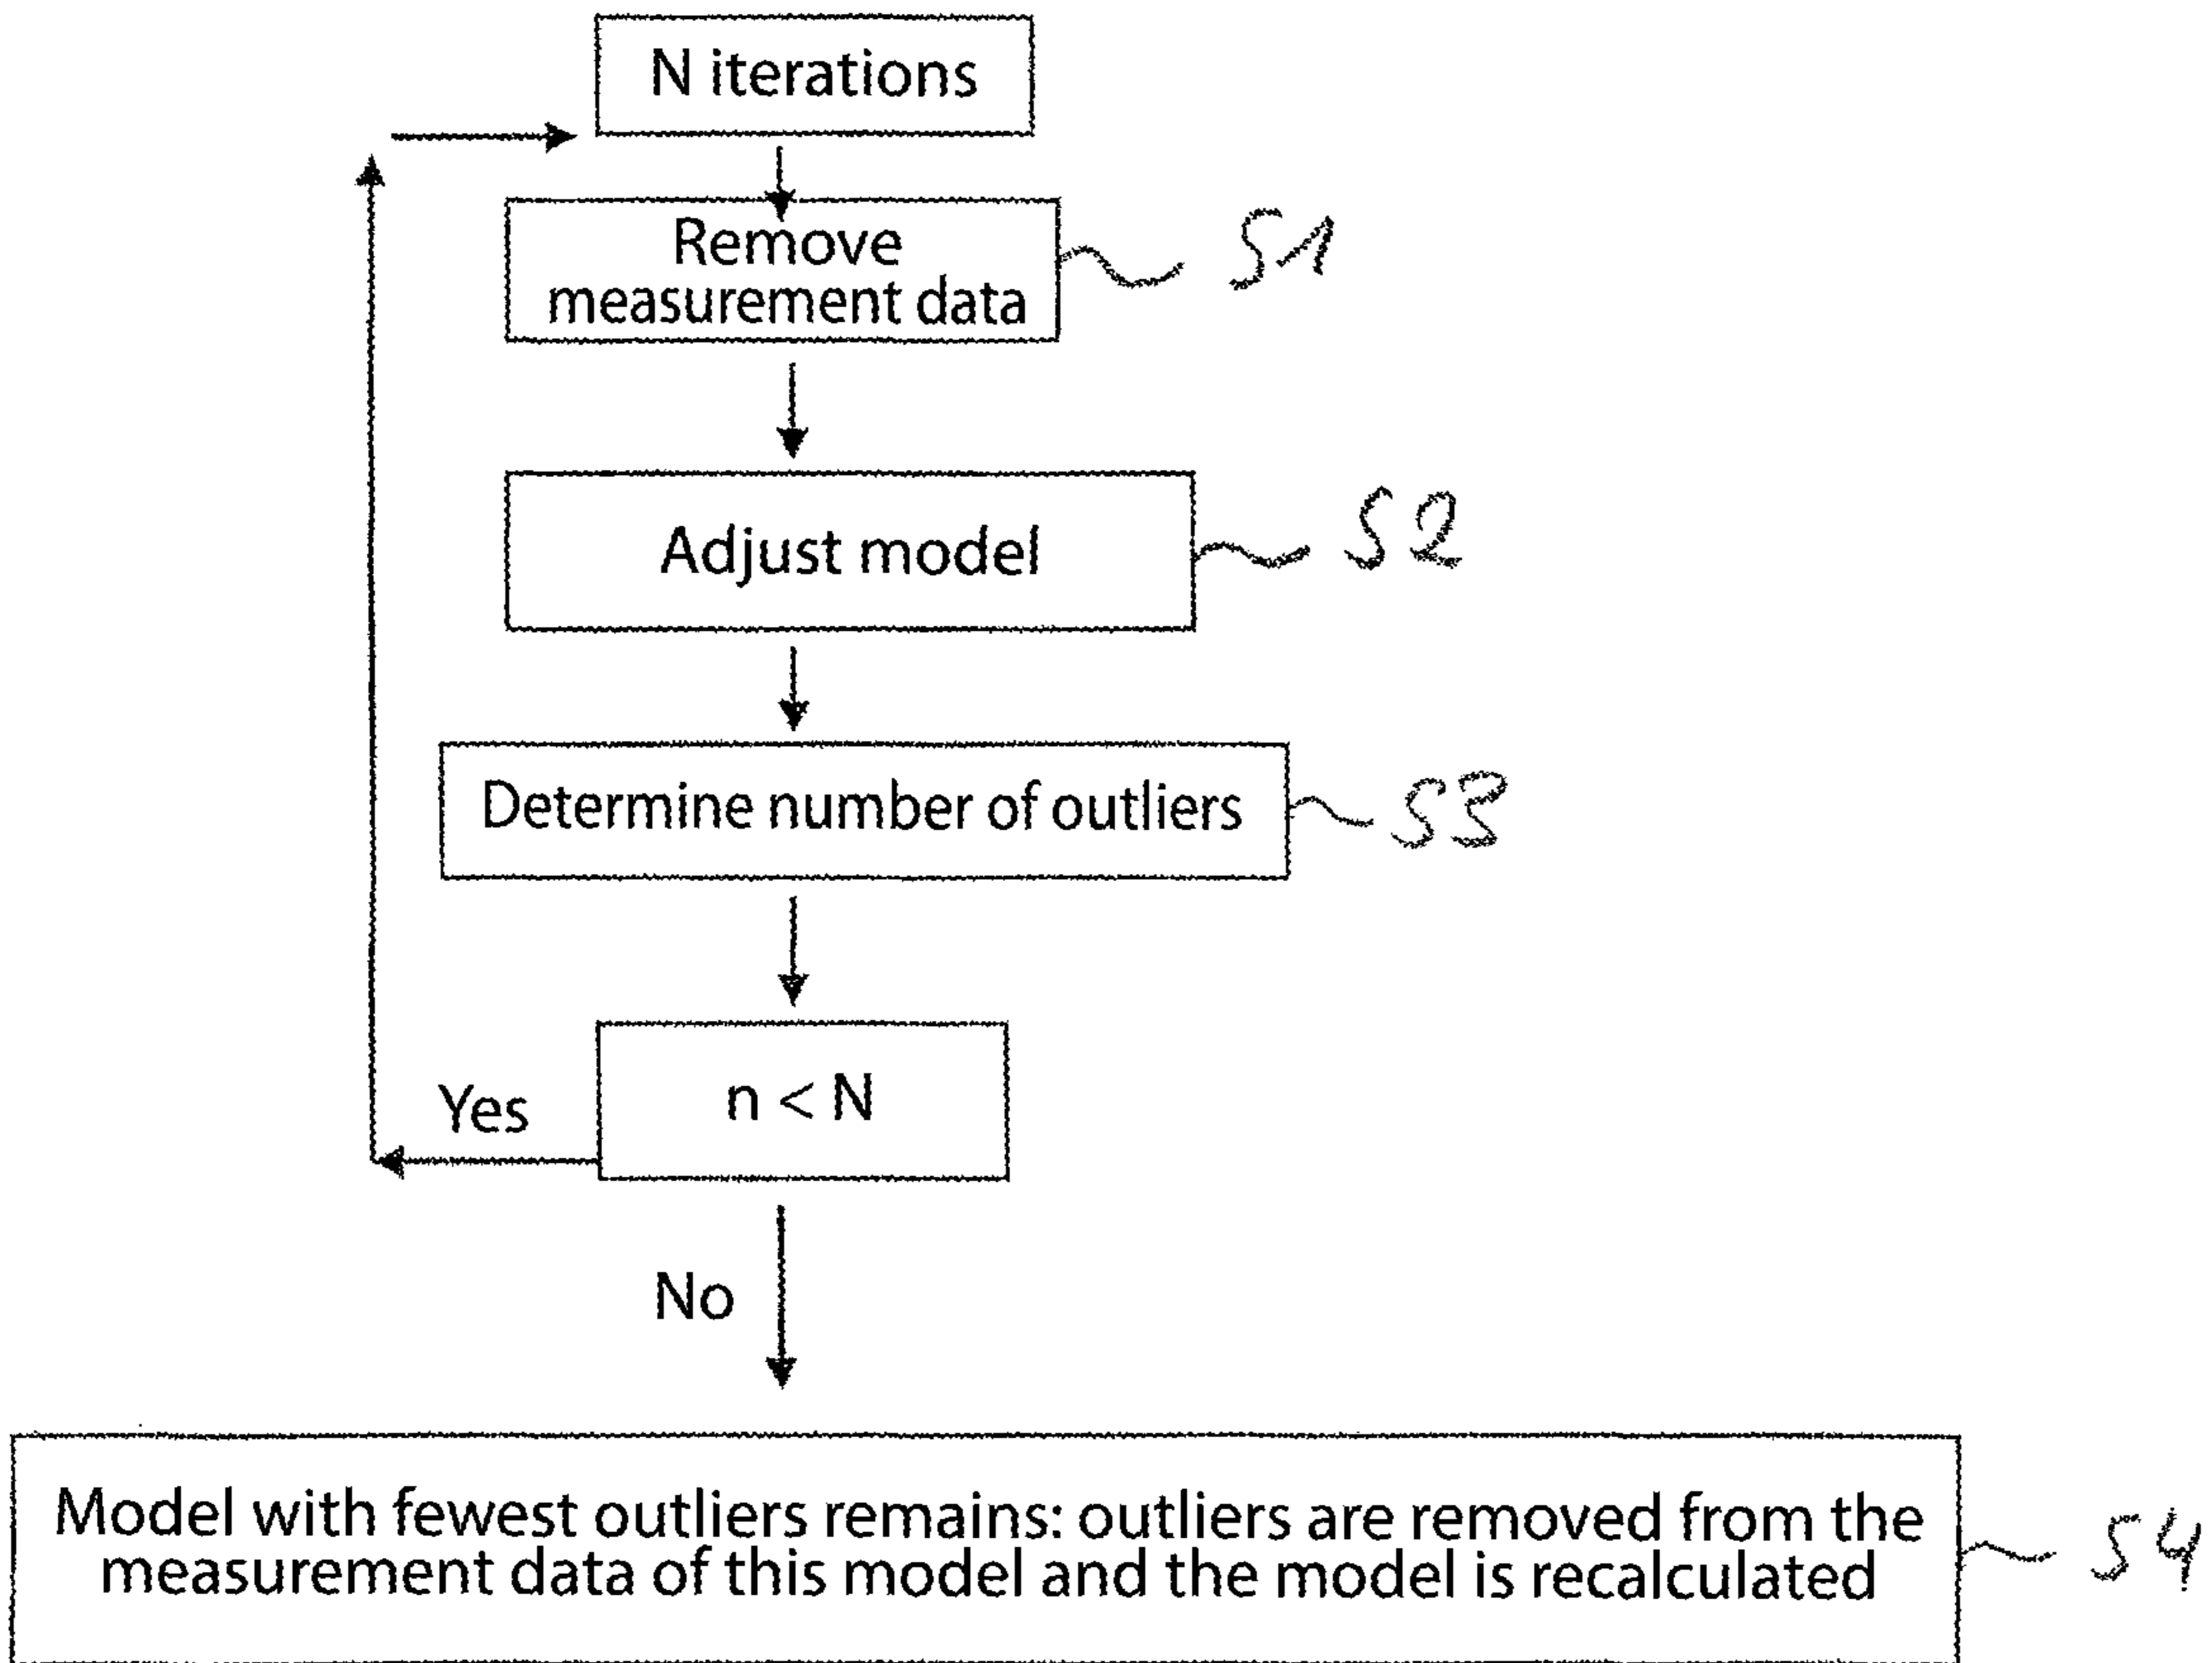 N iterations
Remove
measurement data
S1
Adjust model
S2
Determine number of outliers
S3
n < N
Yes
No
Model with fewest outliers remains: outliers are removed from the
measurement data of this model and the model is recalculated
S4